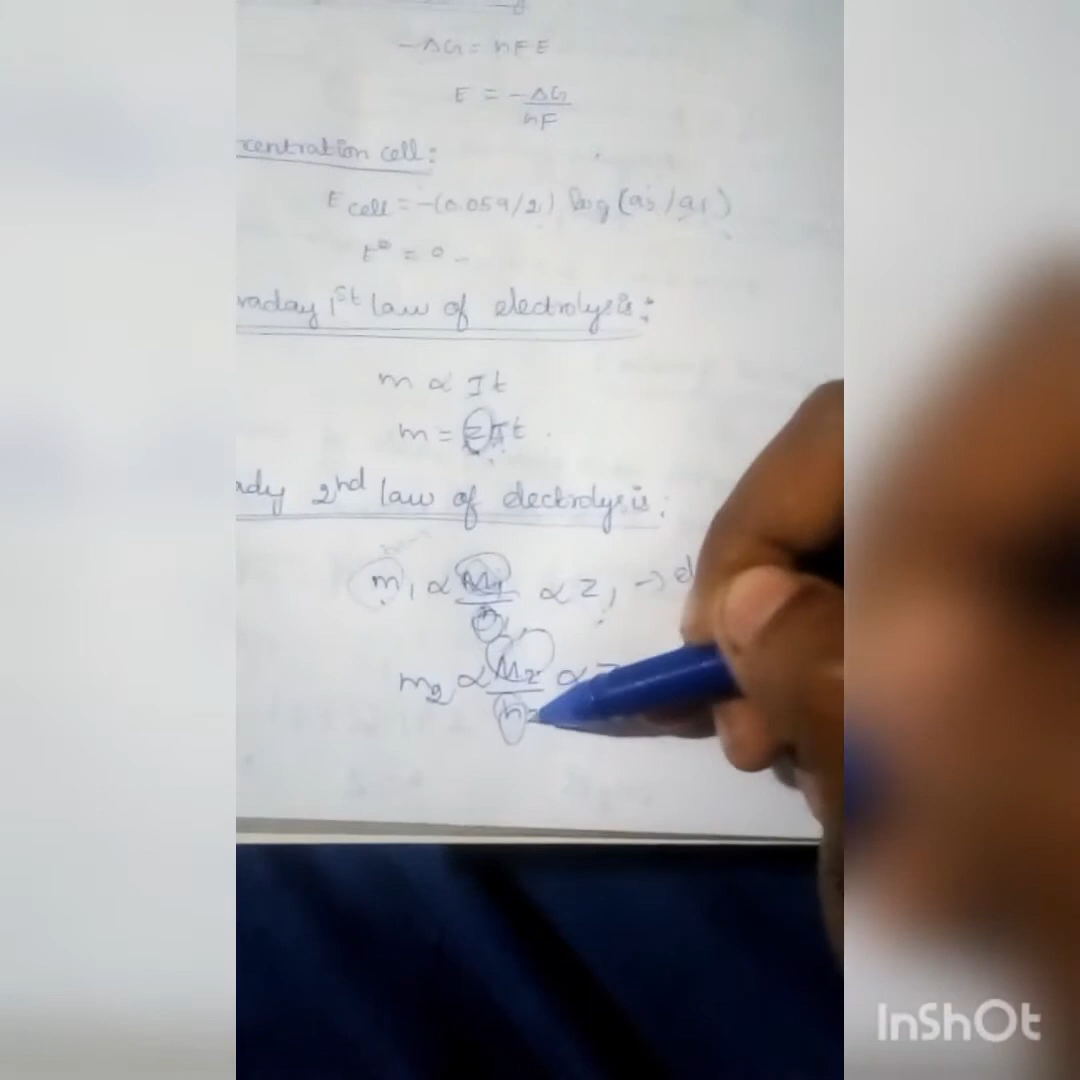 -ΔG = nFE
E = -ΔG/nF
centration cell:
E cell = -(0.059/2) log (a2/a1)
E° = 0
raday 1st law of electrolysis:
m ∝ It
m = ZIt
ady 2nd law of electrolysis:
m1 ∝ M1/n1 ∝ Z1 →
m2 ∝ M2/n2 ∝
InShOt